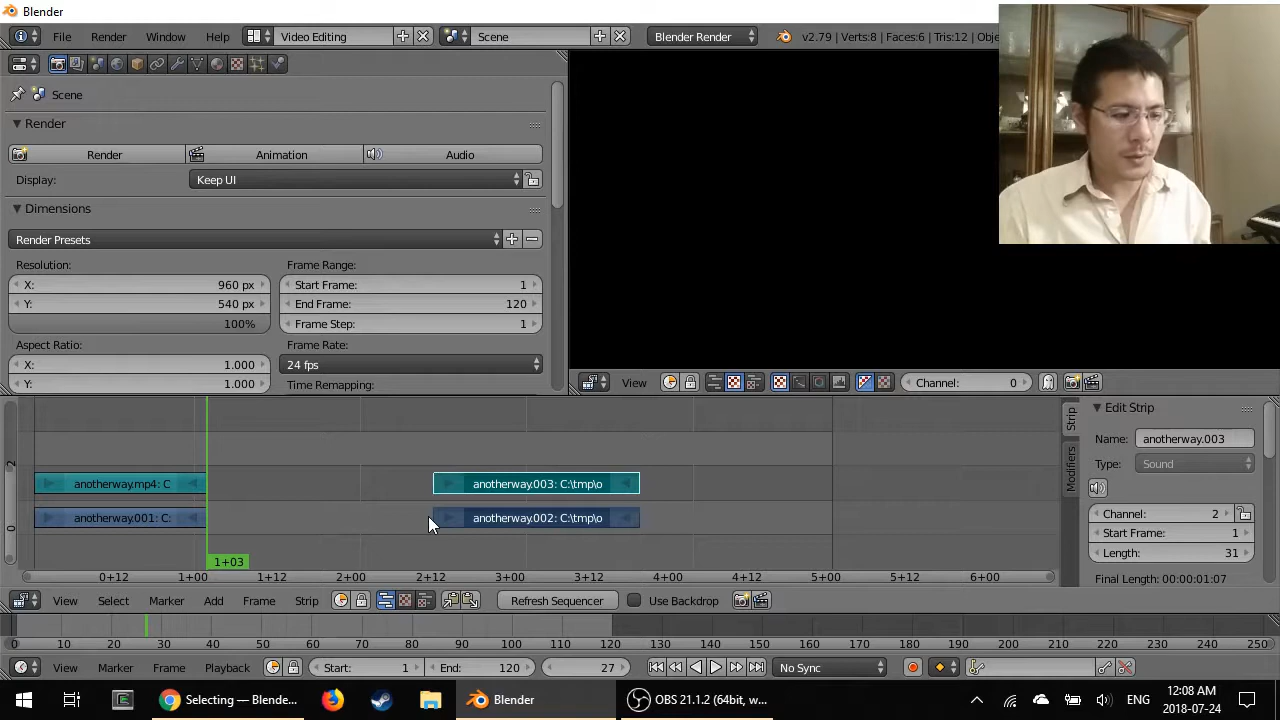 Blender
File Render Window Help Video Editing Scene Blender Render v2.79 | Verts:8 | Faces:6 | Tris:12 | Obje
Scene
Render
Render Animation Audio
Display: Keep UI
Dimensions
Render Presets
Resolution: Frame Range:
X: 960 px Start Frame: 1
Y: 540 px End Frame: 120
100% Frame Step: 1
Aspect Ratio: Frame Rate:
X: 1.000 24 fps
Y: 1.000 Time Remapping:
View Channel: 0
Edit Strip
Strip
Name: anotherway.003
Type: Sound
Modifiers
2
anotherway.mp4: C anotherway.003: C:\tmp\o
Channel: 2
0
anotherway.001: C: anotherway.002: C:\tmp\o
Start Frame: 1
Length: 31
1+03
0+12 1+00 1+12 2+00 2+12 3+00 3+12 4+00 4+12 5+00 5+12 6+00
Final Length: 00:00:01:07
View Select Marker Add Frame Strip Refresh Sequencer Use Backdrop
0 10 20 30 40 50 60 70 80 90 100 110 120 130 140 150 160 170 180 190 200 210 220 230 240 250
View Marker Frame Playback Start: 1 End: 120 27 No Sync
Selecting — Blende... Blender OBS 21.1.2 (64bit, w... ENG 12:08 AM
2018-07-24